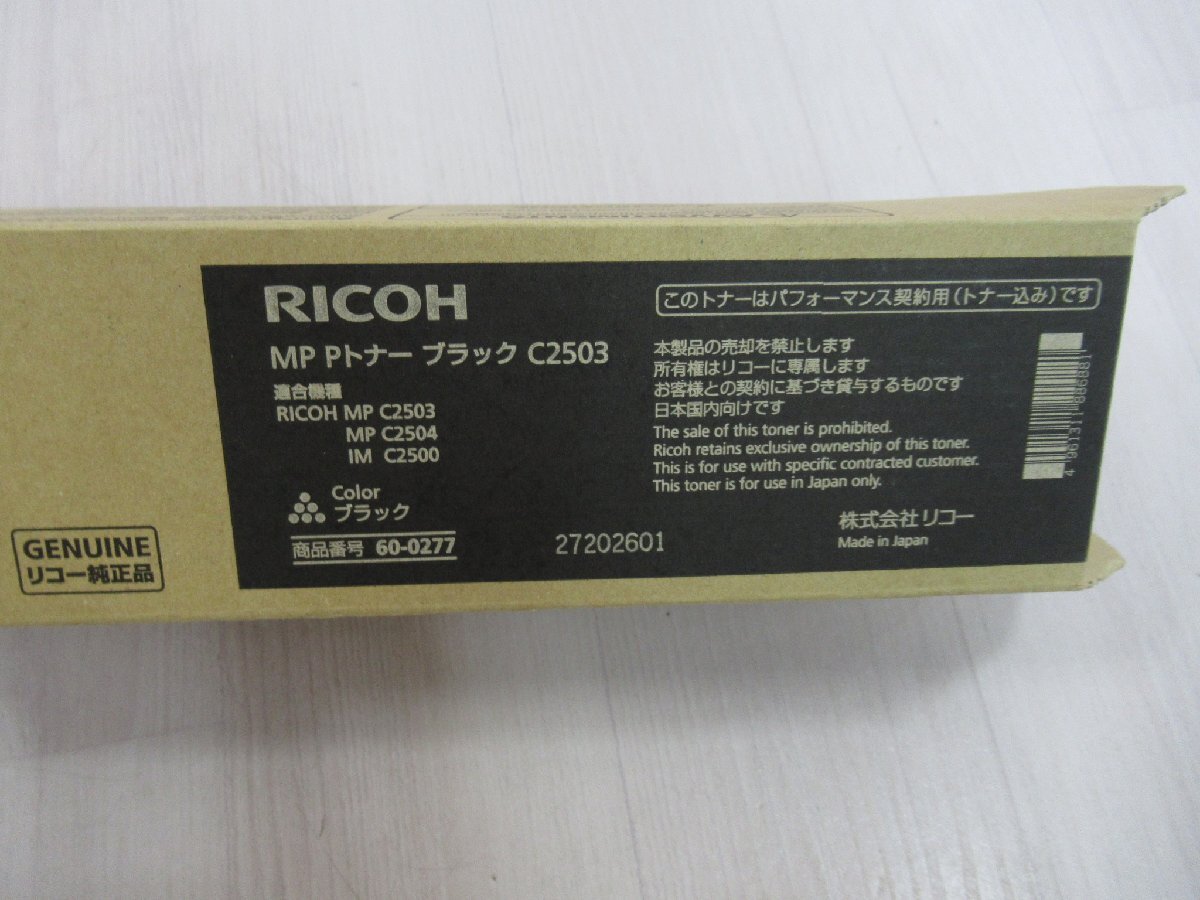 RICOH
MP Pトナー ブラック C2503
適合機種
RICOH MP C2503
MP C2504
IM C2500
Color
ブラック
商品番号 60-0277
27202601
このトナーはパフォーマンス契約用(トナー込み)です
本製品の売却を禁止します
所有権はリコーに専属します
お客様との契約に基づき貸与するものです
日本国内向けです
The sale of this toner is prohibited.
Ricoh retains exclusive ownership of this toner.
This is for use with specific contracted customer.
This toner is for use in Japan only.
株式会社リコー
Made in Japan
GENUINE
リコー純正品